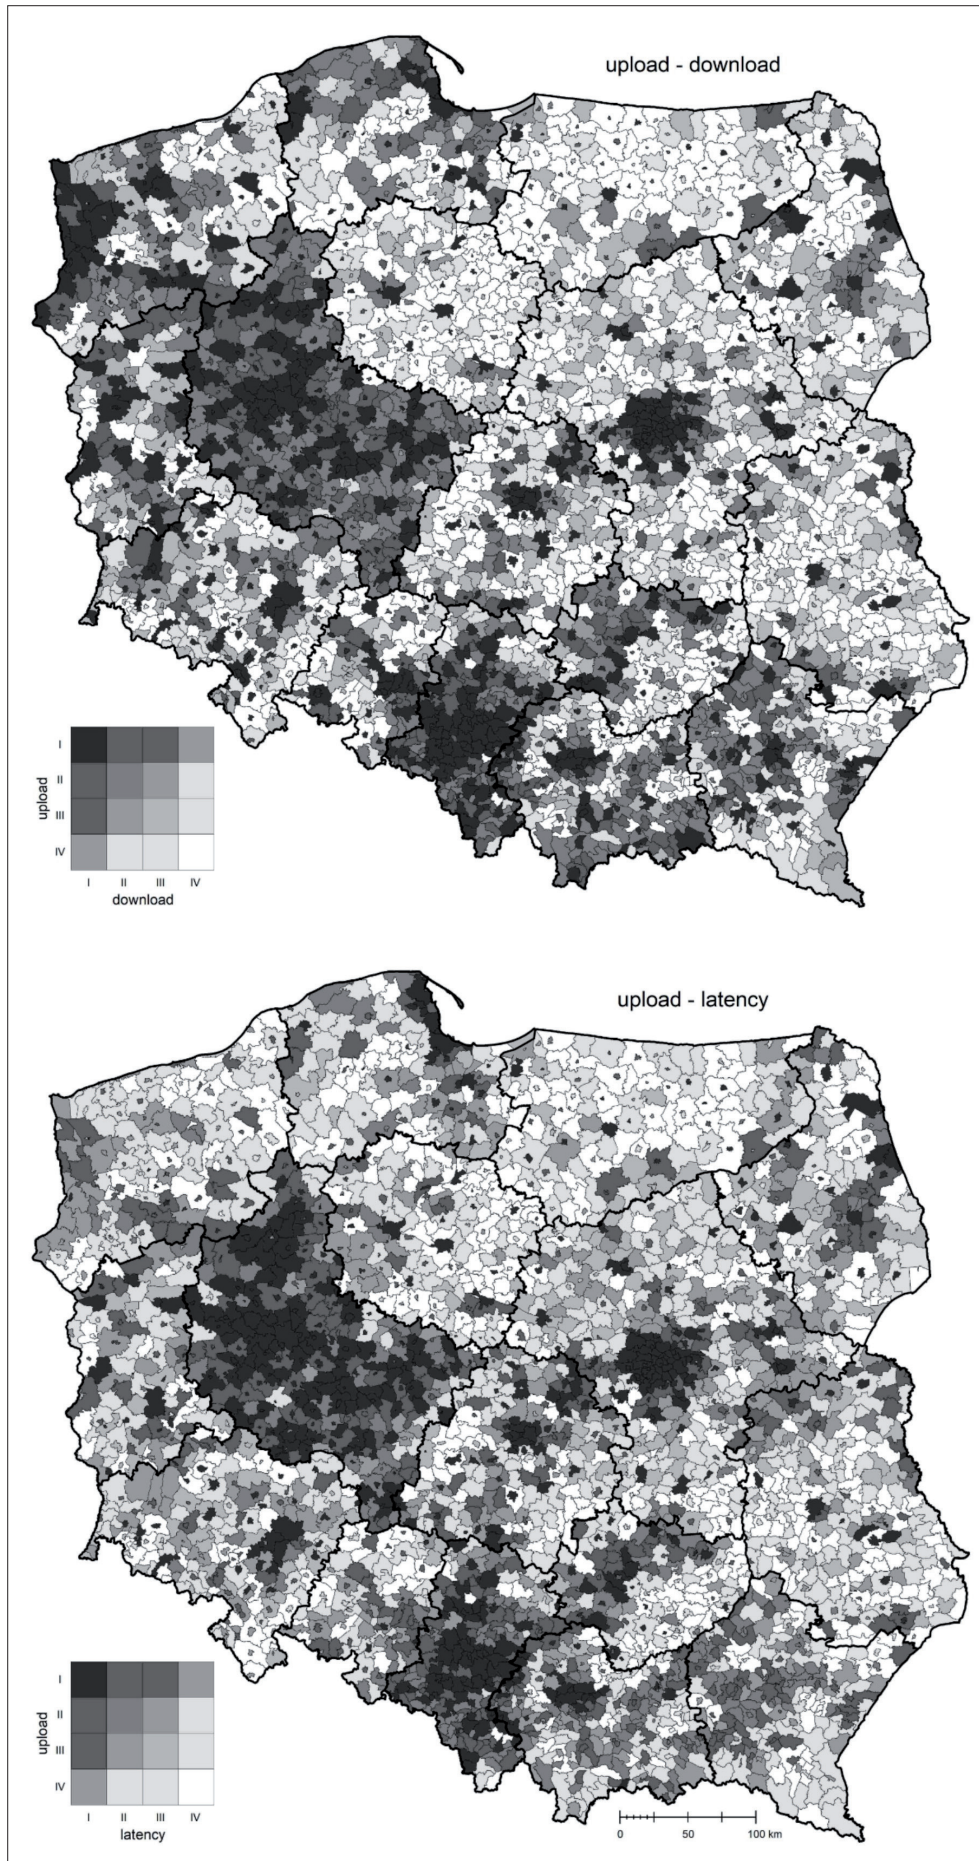 upload - download
upload
I
II
III
IV
I II III IV
download
upload - latency
upload
I
II
III
IV
I II III IV
latency
0 50 100 km